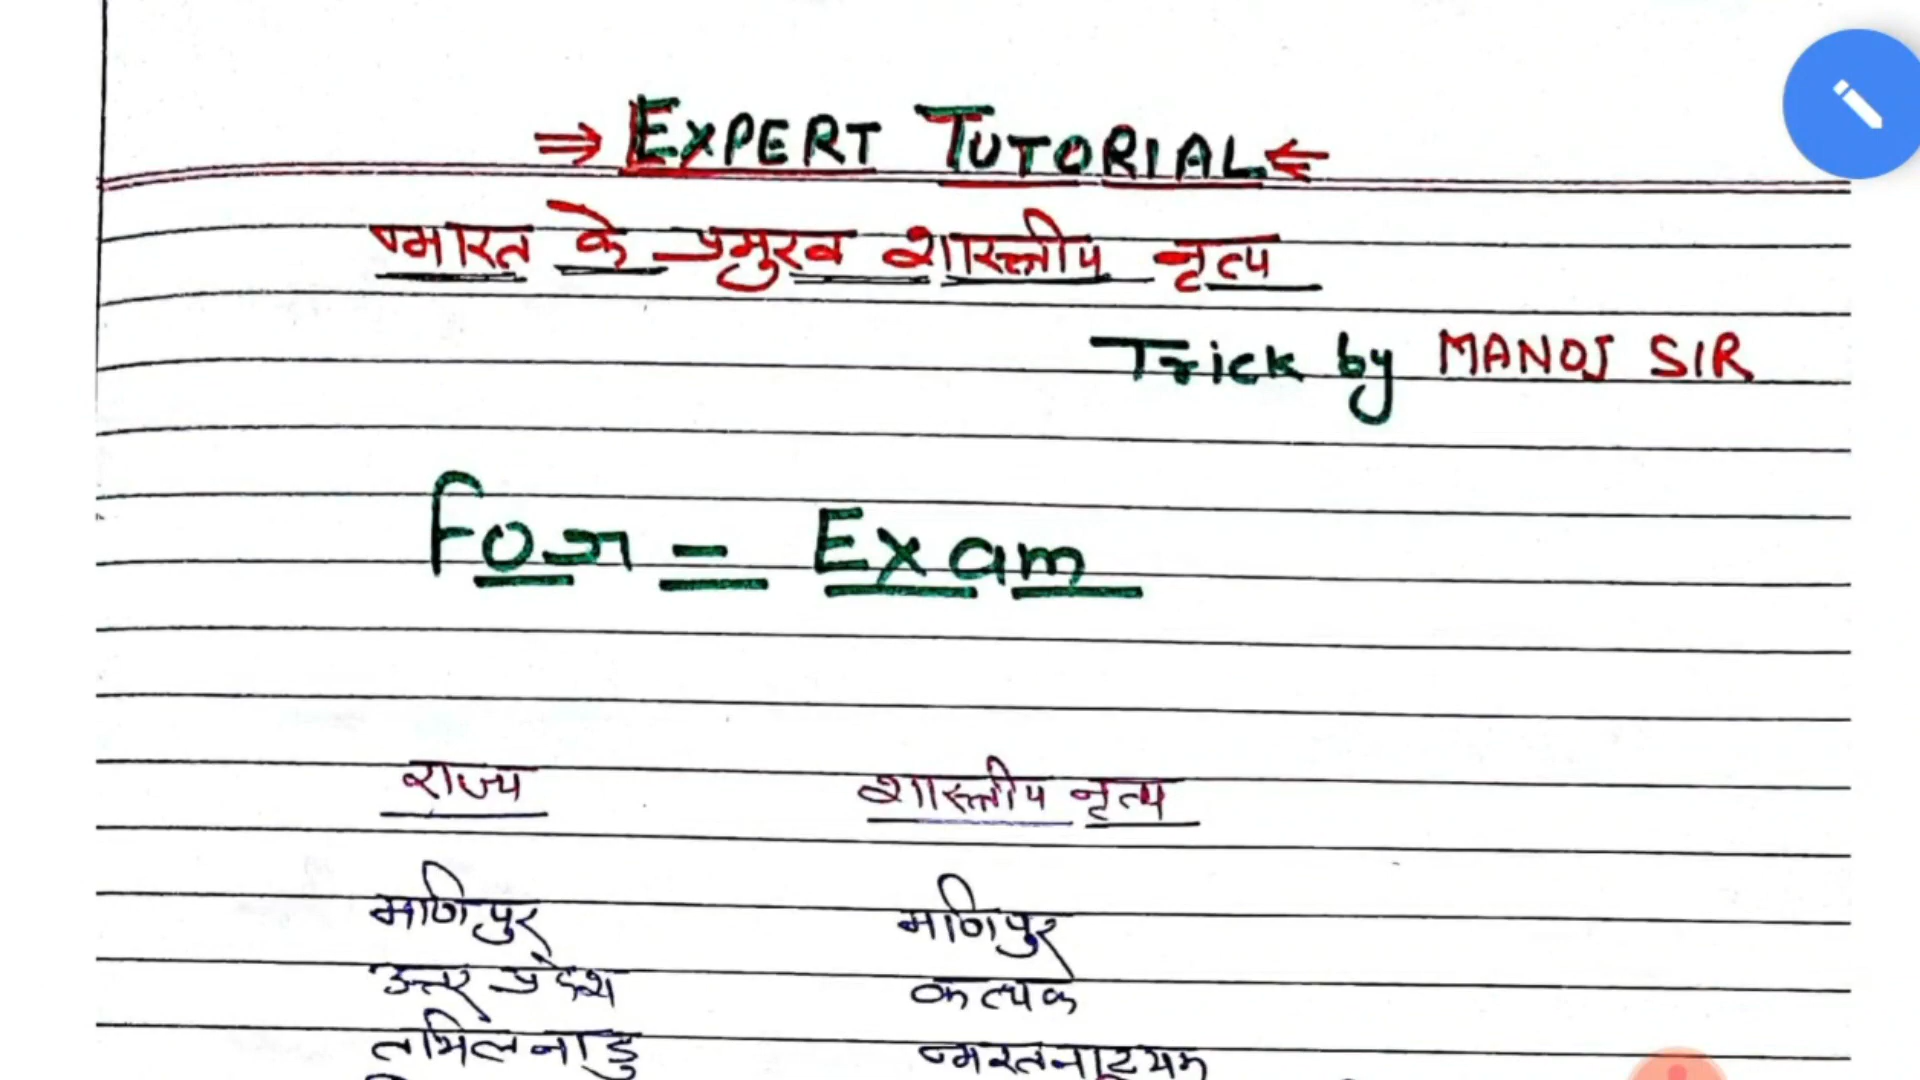 ⇒ EXPERT TUTORIAL ⇐
भारत के प्रमुख शास्त्रीय नृत्य
Trick by MANOJ SIR
For = Exam
राज्य शास्त्रीय नृत्य
मणिपुर मणिपुर
उत्तर प्रदेश कत्थक
तमिलनाडु भरतनाट्यम